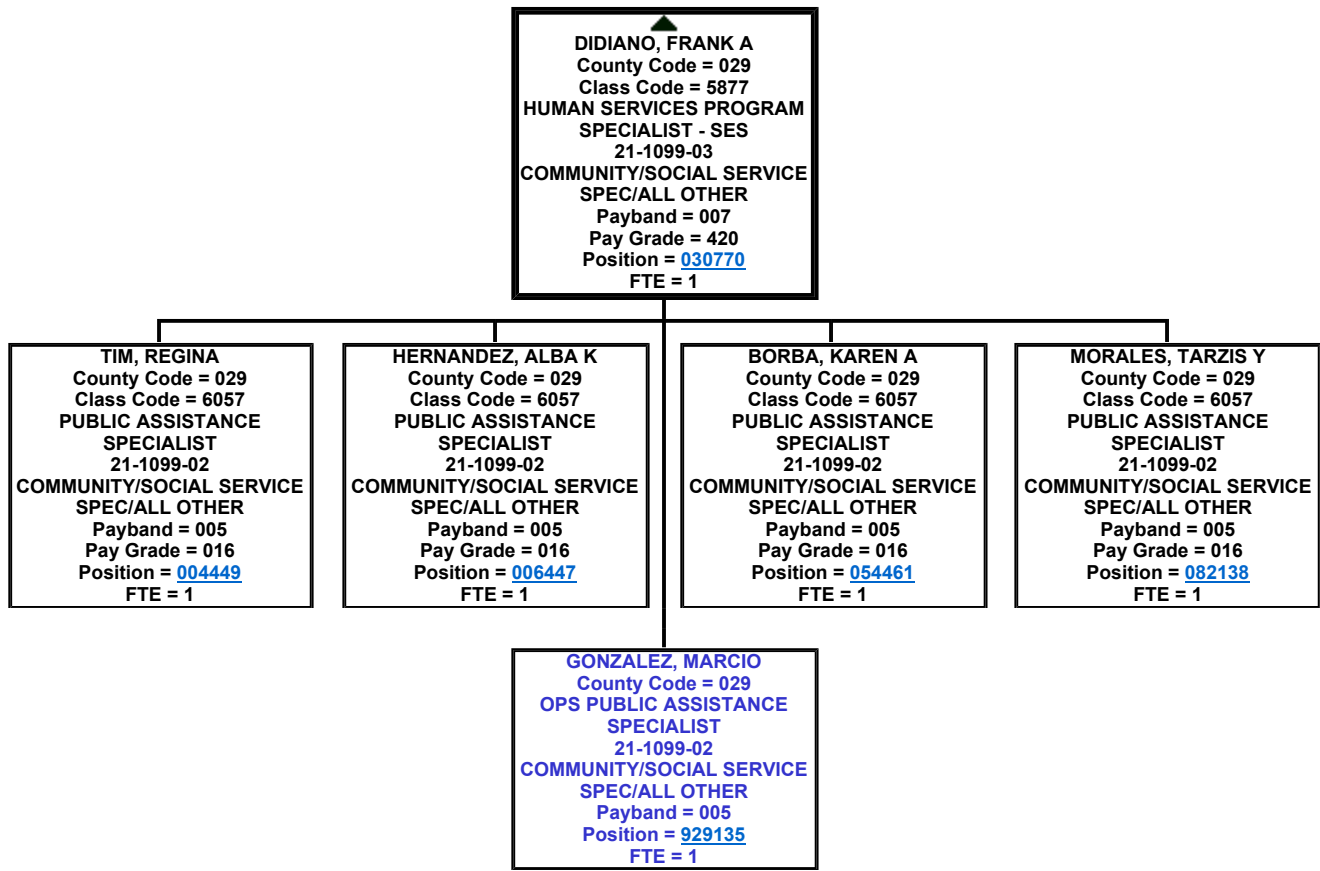 DIDIANO, FRANK A
County Code = 029
Class Code = 5877
HUMAN SERVICES PROGRAM
SPECIALIST - SES
21-1099-03
COMMUNITY/SOCIAL SERVICE
SPEC/ALL OTHER
Payband = 007
Pay Grade = 420
Position = 030770
FTE = 1
TIM, REGINA
County Code = 029
Class Code = 6057
PUBLIC ASSISTANCE
SPECIALIST
21-1099-02
COMMUNITY/SOCIAL SERVICE
SPEC/ALL OTHER
Payband = 005
Pay Grade = 016
Position = 004449
FTE = 1
HERNANDEZ, ALBA K
County Code = 029
Class Code = 6057
PUBLIC ASSISTANCE
SPECIALIST
21-1099-02
COMMUNITY/SOCIAL SERVICE
SPEC/ALL OTHER
Payband = 005
Pay Grade = 016
Position = 006447
FTE = 1
BORBA, KAREN A
County Code = 029
Class Code = 6057
PUBLIC ASSISTANCE
SPECIALIST
21-1099-02
COMMUNITY/SOCIAL SERVICE
SPEC/ALL OTHER
Payband = 005
Pay Grade = 016
Position = 054461
FTE = 1
MORALES, TARZIS Y
County Code = 029
Class Code = 6057
PUBLIC ASSISTANCE
SPECIALIST
21-1099-02
COMMUNITY/SOCIAL SERVICE
SPEC/ALL OTHER
Payband = 005
Pay Grade = 016
Position = 082138
FTE = 1
GONZALEZ, MARCIO
County Code = 029
OPS PUBLIC ASSISTANCE
SPECIALIST
21-1099-02
COMMUNITY/SOCIAL SERVICE
SPEC/ALL OTHER
Payband = 005
Position = 929135
FTE = 1